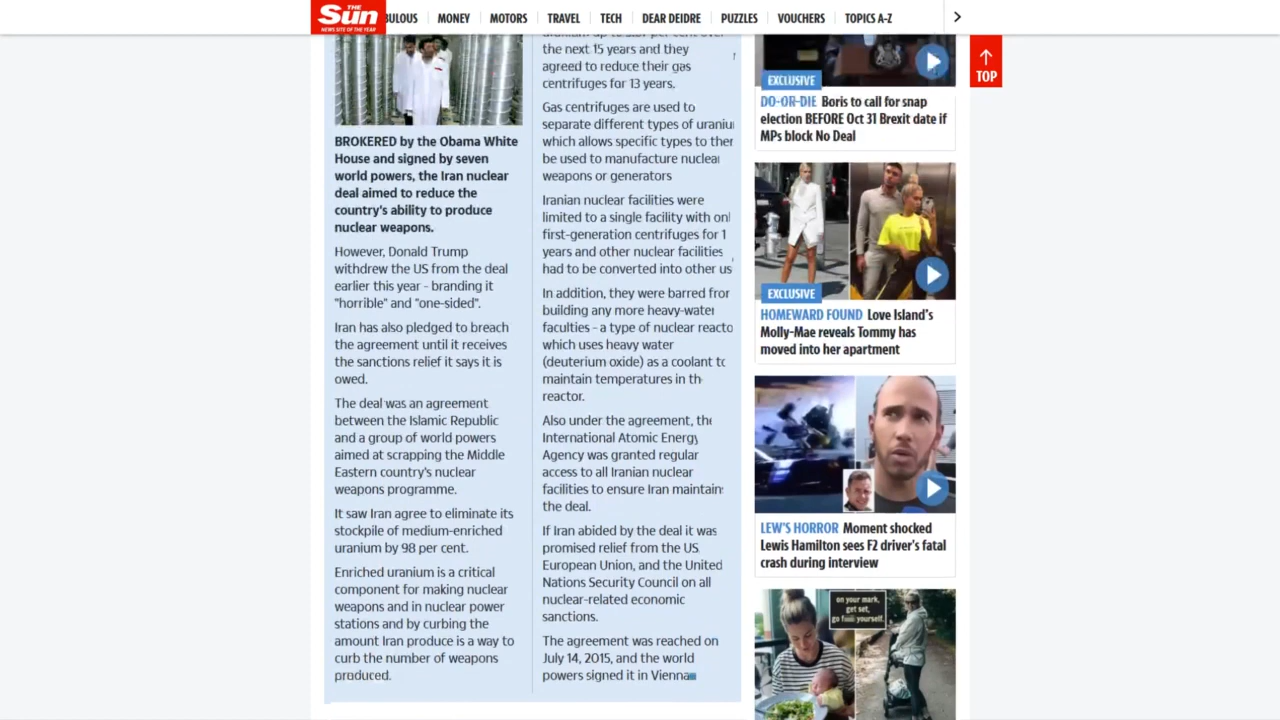 THE
Sun
NEWS SITE OF THE YEAR
BULOUS
MONEY
MOTORS
TRAVEL
TECH
DEAR DEIDRE
PUZZLES
VOUCHERS
TOPICS A-Z
TOP
BROKERED by the Obama White
House and signed by seven
world powers, the Iran nuclear
deal aimed to reduce the
country's ability to produce
nuclear weapons.
However, Donald Trump
withdrew the US from the deal
earlier this year - branding it
"horrible" and "one-sided".
Iran has also pledged to breach
the agreement until it receives
the sanctions relief it says it is
owed.
The deal was an agreement
between the Islamic Republic
and a group of world powers
aimed at scrapping the Middle
Eastern country's nuclear
weapons programme.
It saw Iran agree to eliminate its
stockpile of medium-enriched
uranium by 98 per cent.
Enriched uranium is a critical
component for making nuclear
weapons and in nuclear power
stations and by curbing the
amount Iran produce is a way to
curb the number of weapons
produced.
the next 15 years and they
agreed to reduce their gas
centrifuges for 13 years.
Gas centrifuges are used to
separate different types of uraniu
which allows specific types to ther
be used to manufacture nuclear
weapons or generators
Iranian nuclear facilities were
limited to a single facility with onl
first-generation centrifuges for 1
years and other nuclear facilities
had to be converted into other us
In addition, they were barred fror
building any more heavy-water
faculties - a type of nuclear reacto
which uses heavy water
(deuterium oxide) as a coolant to
maintain temperatures in th
reactor.
Also under the agreement, the
International Atomic Energy
Agency was granted regular
access to all Iranian nuclear
facilities to ensure Iran maintains
the deal.
If Iran abided by the deal it was
promised relief from the US
European Union, and the United
Nations Security Council on all
nuclear-related economic
sanctions.
The agreement was reached on
July 14, 2015, and the world
powers signed it in Vienna
EXCLUSIVE
DO-OR-DIE Boris to call for snap
election BEFORE Oct 31 Brexit date if
MPs block No Deal
EXCLUSIVE
HOMEWARD FOUND Love Island's
Molly-Mae reveals Tommy has
moved into her apartment
LEW'S HORROR Moment shocked
Lewis Hamilton sees F2 driver's fatal
crash during interview
on your mark,
get set,
go f yourself.